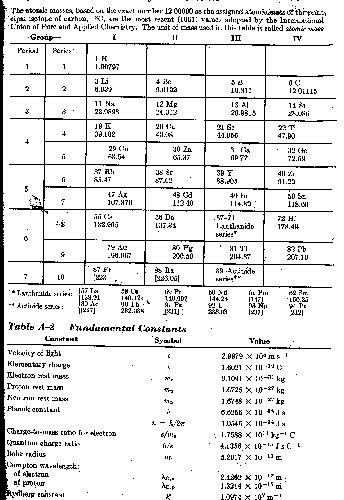 The atomic masses, based on the exact number 12.00000 as the assigned atomic mass of the
isotope of carbon, are the most recent (1961) values adopted by the International
Union of Pure and Applied Chemistry. The unit of mass used in this table is called atomic mass
Group I II III IV
Period Series
1 1 1 H
1.00797
2 2 3 Li 4 Be 5 B 6 C
6.939 9.0122 10.811 12.01115
3 3 11 Na 12 Mg 13 Al 14 Si
22.9898 24.312 26.9815 28.086
4 19 K 20 Ca 21 Sc 22 Ti
4 39.102 40.08 44.956 47.90
5 29 Cu 30 Zn 31 Ga 32 Ge
63.54 65.37 69.72 72.59
6 37 Rb 38 Sr 39 Y 40 Zr
5 85.47 87.62 88.905 91.22
7 47 Ag 48 Cd 49 In 50 Sn
107.870 112.40 114.82 118.69
8 55 Cs 56 Ba 57-71 72 Hf
6 132.905 137.34 Lanthanide 178.49
series*
9 79 Au 80 Hg 81 Tl 82 Pb
196.967 200.59 204.37 207.19
7 10 87 Fr 88 Ra 89-Actinide
[223] [226.05] series**
*Lanthanide series: 57 La 58 Ce 59 Pr 60 Nd 61 Pm 62 Sm
138.91 140.12 140.907 144.24 [147] 150.35
**Actinide series: 89 Ac 90 Th 91 Pa 92 U 93 Np 94 Pu
[227] 232.038 [231] 238.03 [237] [242]
Table A-2 Fundamental Constants
Constant Symbol Value
Velocity of light c 2.9979 × 10⁸ m s⁻¹
Elementary charge e 1.6021 × 10⁻¹⁹ C
Electron rest mass 9.1091 × 10⁻³¹ kg
Proton rest mass 1.6725 × 10⁻²⁷ kg
Neutron rest mass 1.6748 × 10⁻²⁷ kg
Planck constant h 6.6256 × 10⁻³⁴ J s
ℏ = h/2π 1.0545 × 10⁻³⁴ J s
Charge-to-mass ratio for electron 1.7588 × 10¹¹ kg⁻¹ C
Quantum charge ratio h/e 4.1356 × 10⁻¹⁵ J s C⁻¹
Bohr radius 5.2917 × 10⁻¹¹ m
Compton wavelength:
of electron 2.4262 × 10⁻¹² m
of proton 1.3214 × 10⁻¹⁵ m
Rydberg constant R 1.0974 × 10⁷ m⁻¹